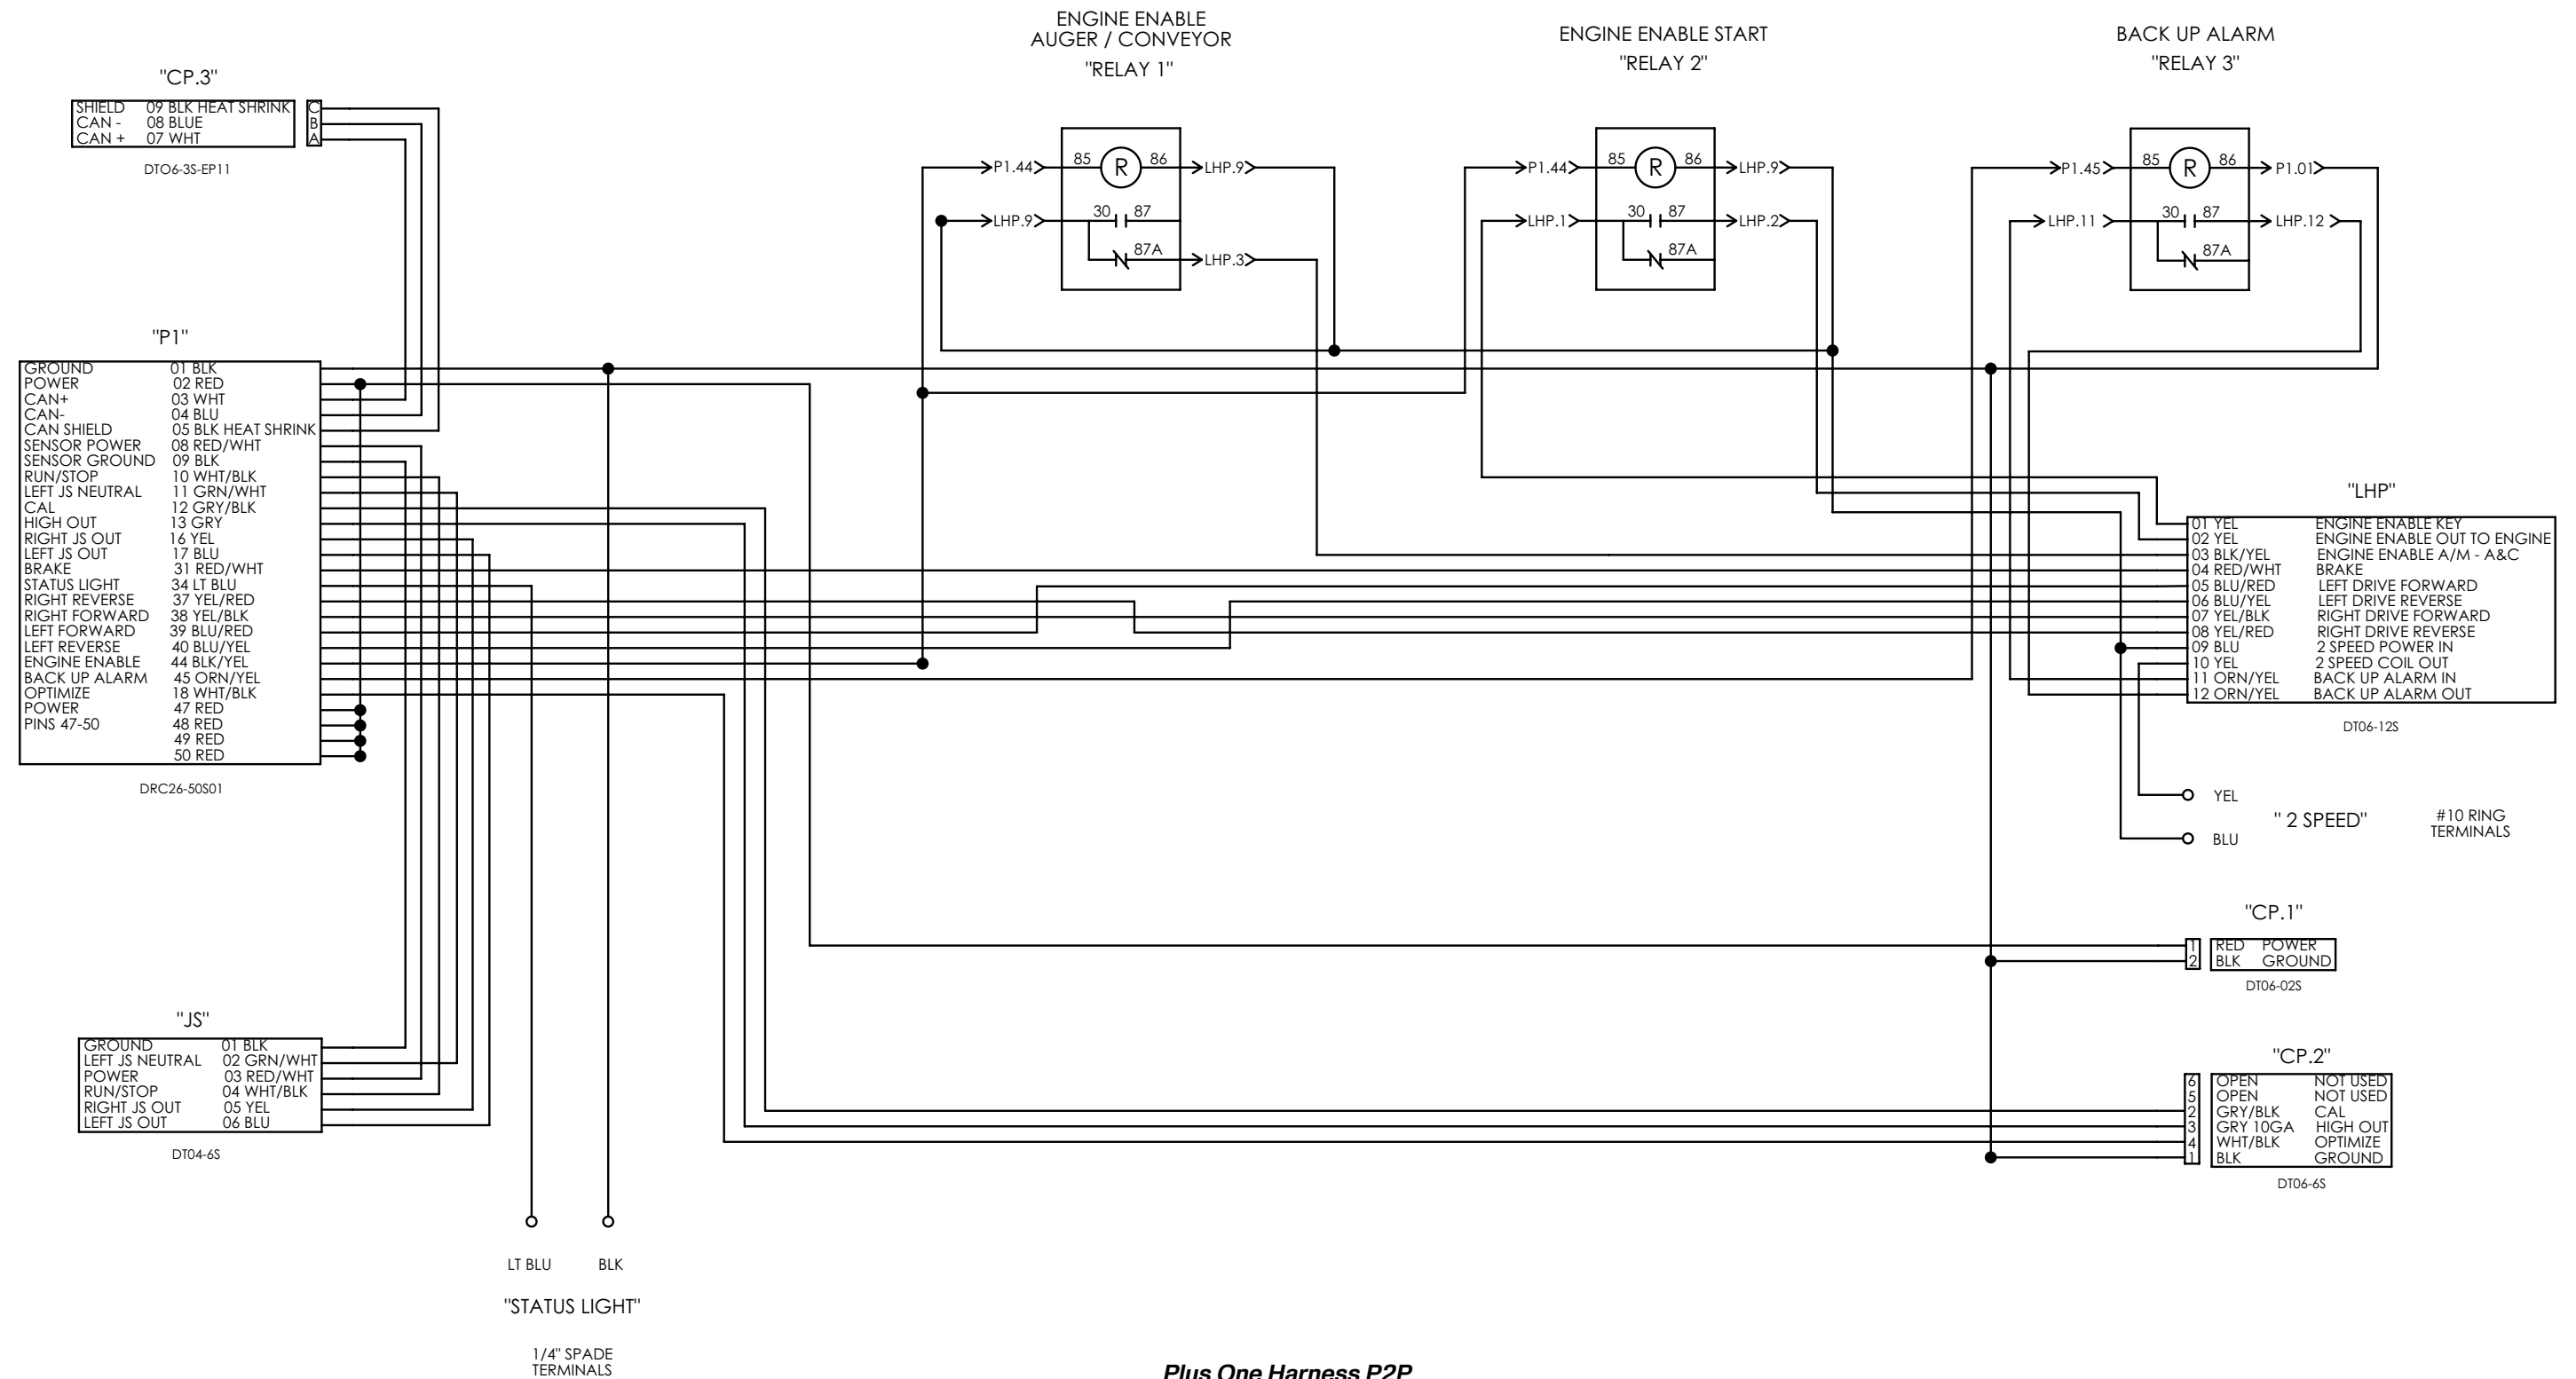 ENGINE ENABLE
AUGER / CONVEYOR
"RELAY 1"
ENGINE ENABLE START
"RELAY 2"
BACK UP ALARM
"RELAY 3"
"CP.3"
SHIELD 09 BLK HEAT SHRINK C
CAN - 08 BLUE B
CAN + 07 WHT A
DTO6-3S-EP11
P1.44 85 R 86 LHP.9
LHP.9 30 87
87A LHP.3
P1.44 85 R 86 LHP.9
LHP.1 30 87 LHP.2
87A
P1.45 85 R 86 P1.01
LHP.11 30 87 LHP.12
87A
"P1"
GROUND 01 BLK
POWER 02 RED
CAN+ 03 WHT
CAN- 04 BLU
CAN SHIELD 05 BLK HEAT SHRINK
SENSOR POWER 08 RED/WHT
SENSOR GROUND 09 BLK
RUN/STOP 10 WHT/BLK
LEFT JS NEUTRAL 11 GRN/WHT
CAL 12 GRY/BLK
HIGH OUT 13 GRY
RIGHT JS OUT 16 YEL
LEFT JS OUT 17 BLU
BRAKE 31 RED/WHT
STATUS LIGHT 34 LT BLU
RIGHT REVERSE 37 YEL/RED
RIGHT FORWARD 38 YEL/BLK
LEFT FORWARD 39 BLU/RED
LEFT REVERSE 40 BLU/YEL
ENGINE ENABLE 44 BLK/YEL
BACK UP ALARM 45 ORN/YEL
OPTIMIZE 18 WHT/BLK
POWER 47 RED
PINS 47-50 48 RED
49 RED
50 RED
DRC26-50S01
"LHP"
01 YEL ENGINE ENABLE KEY
02 YEL ENGINE ENABLE OUT TO ENGINE
03 BLK/YEL ENGINE ENABLE A/M - A&C
04 RED/WHT BRAKE
05 BLU/RED LEFT DRIVE FORWARD
06 BLU/YEL LEFT DRIVE REVERSE
07 YEL/BLK RIGHT DRIVE FORWARD
08 YEL/RED RIGHT DRIVE REVERSE
09 BLU 2 SPEED POWER IN
10 YEL 2 SPEED COIL OUT
11 ORN/YEL BACK UP ALARM IN
12 ORN/YEL BACK UP ALARM OUT
DT06-12S
YEL
" 2 SPEED"
BLU
#10 RING
TERMINALS
"CP.1"
1 RED POWER
2 BLK GROUND
DT06-02S
"JS"
GROUND 01 BLK
LEFT JS NEUTRAL 02 GRN/WHT
POWER 03 RED/WHT
RUN/STOP 04 WHT/BLK
RIGHT JS OUT 05 YEL
LEFT JS OUT 06 BLU
DT04-6S
"CP.2"
6 OPEN NOT USED
5 OPEN NOT USED
2 GRY/BLK CAL
3 GRY 10GA HIGH OUT
4 WHT/BLK OPTIMIZE
1 BLK GROUND
DT06-6S
LT BLU BLK
"STATUS LIGHT"
1/4" SPADE
TERMINALS
Plus One Harness P2P